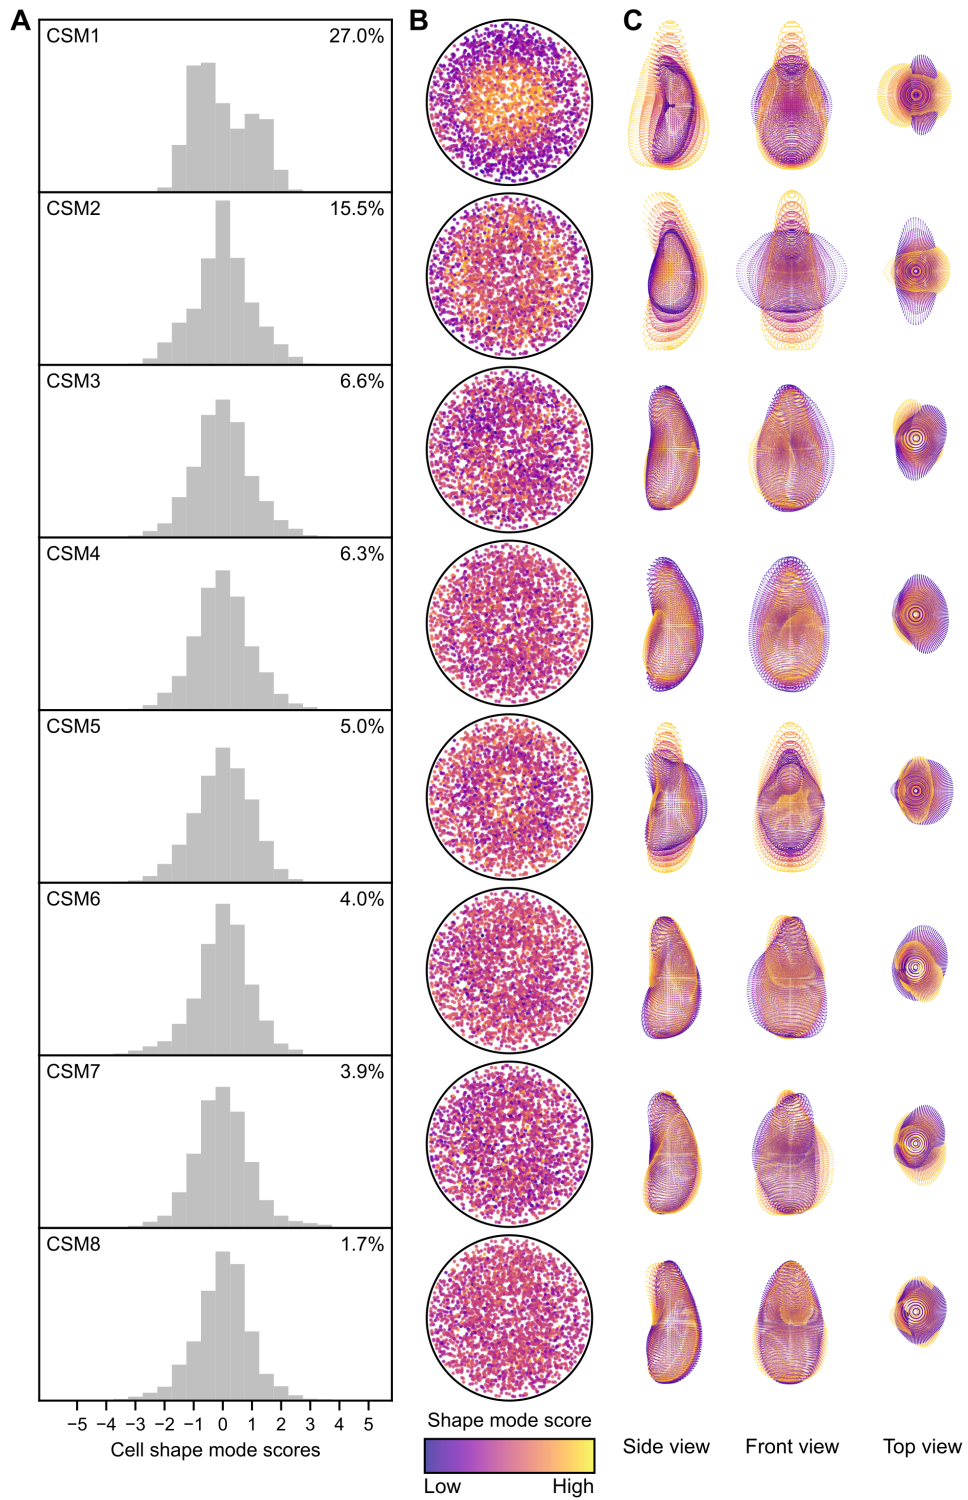 A B C
CSM1 27.0%
CSM2 15.5%
CSM3 6.6%
CSM4 6.3%
CSM5 5.0%
CSM6 4.0%
CSM7 3.9%
CSM8 1.7%
−5 −4 −3 −2 −1 0 1 2 3 4 5
Cell shape mode scores
Shape mode score
Low High
Side view Front view Top view